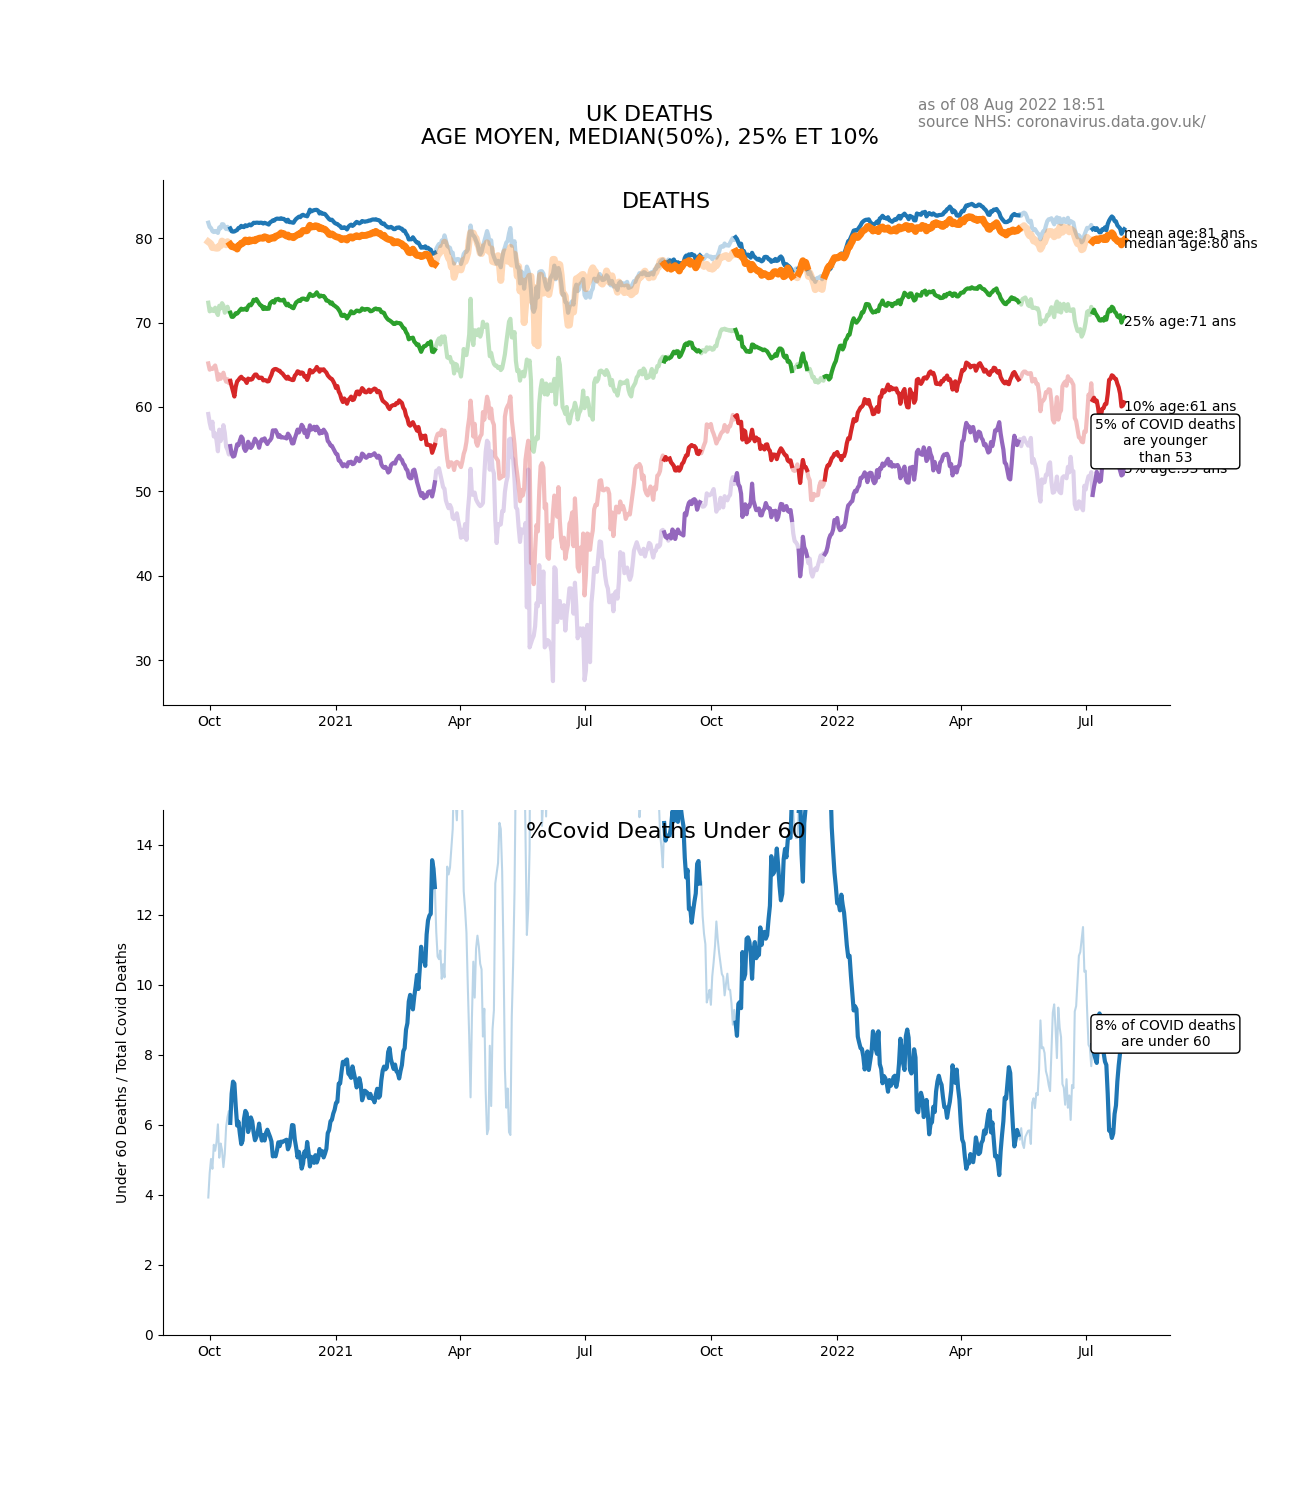 UK DEATHS
AGE MOYEN, MEDIAN(50%), 25% ET 10%
as of 08 Aug 2022 18:51
source NHS: coronavirus.data.gov.uk/
DEATHS
80
70
60
50
40
30
mean age:81 ans
median age:80 ans
25% age:71 ans
10% age:61 ans
5% of COVID deaths
are younger
than 53
5% age:53 ans
Oct
2021
Apr
Jul
Oct
2022
Apr
Jul
%Covid Deaths Under 60
Under 60 Deaths / Total Covid Deaths
14
12
10
8
6
4
2
0
8% of COVID deaths
are under 60
Oct
2021
Apr
Jul
Oct
2022
Apr
Jul